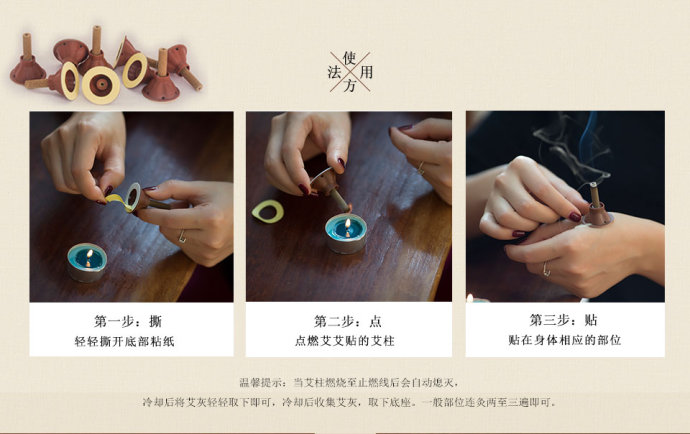 使用方法
第一步：撕
轻轻撕开底部粘纸
第二步：点
点燃艾艾贴的艾柱
第三步：贴
贴在身体相应的部位
温馨提示：当艾柱燃烧至止燃线后会自动熄灭，
冷却后将艾灰轻轻取下即可，冷却后收集艾灰，取下底座。一般部位连灸两至三遍即可。